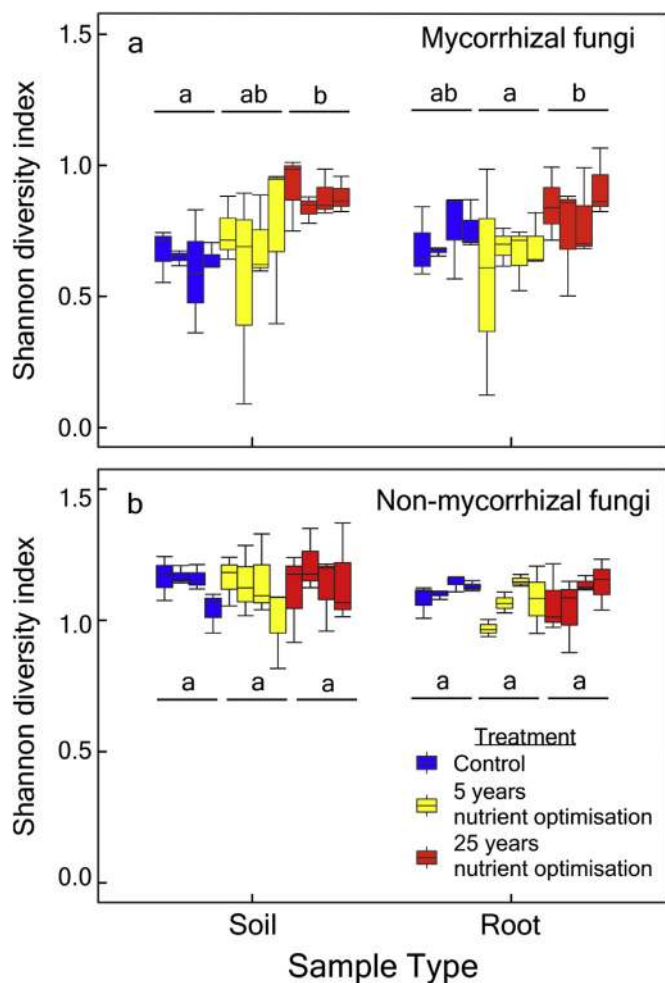 1.5
a
Mycorrhizal fungi
a
ab
b
ab
a
b
1.0
0.5
0.0
Shannon diversity index
1.5
b
Non-mycorrhizal fungi
1.0
a
a
a
a
a
a
0.5
0.0
Shannon diversity index
Treatment
Control
5 years
nutrient optimisation
25 years
nutrient optimisation
Soil
Root
Sample Type